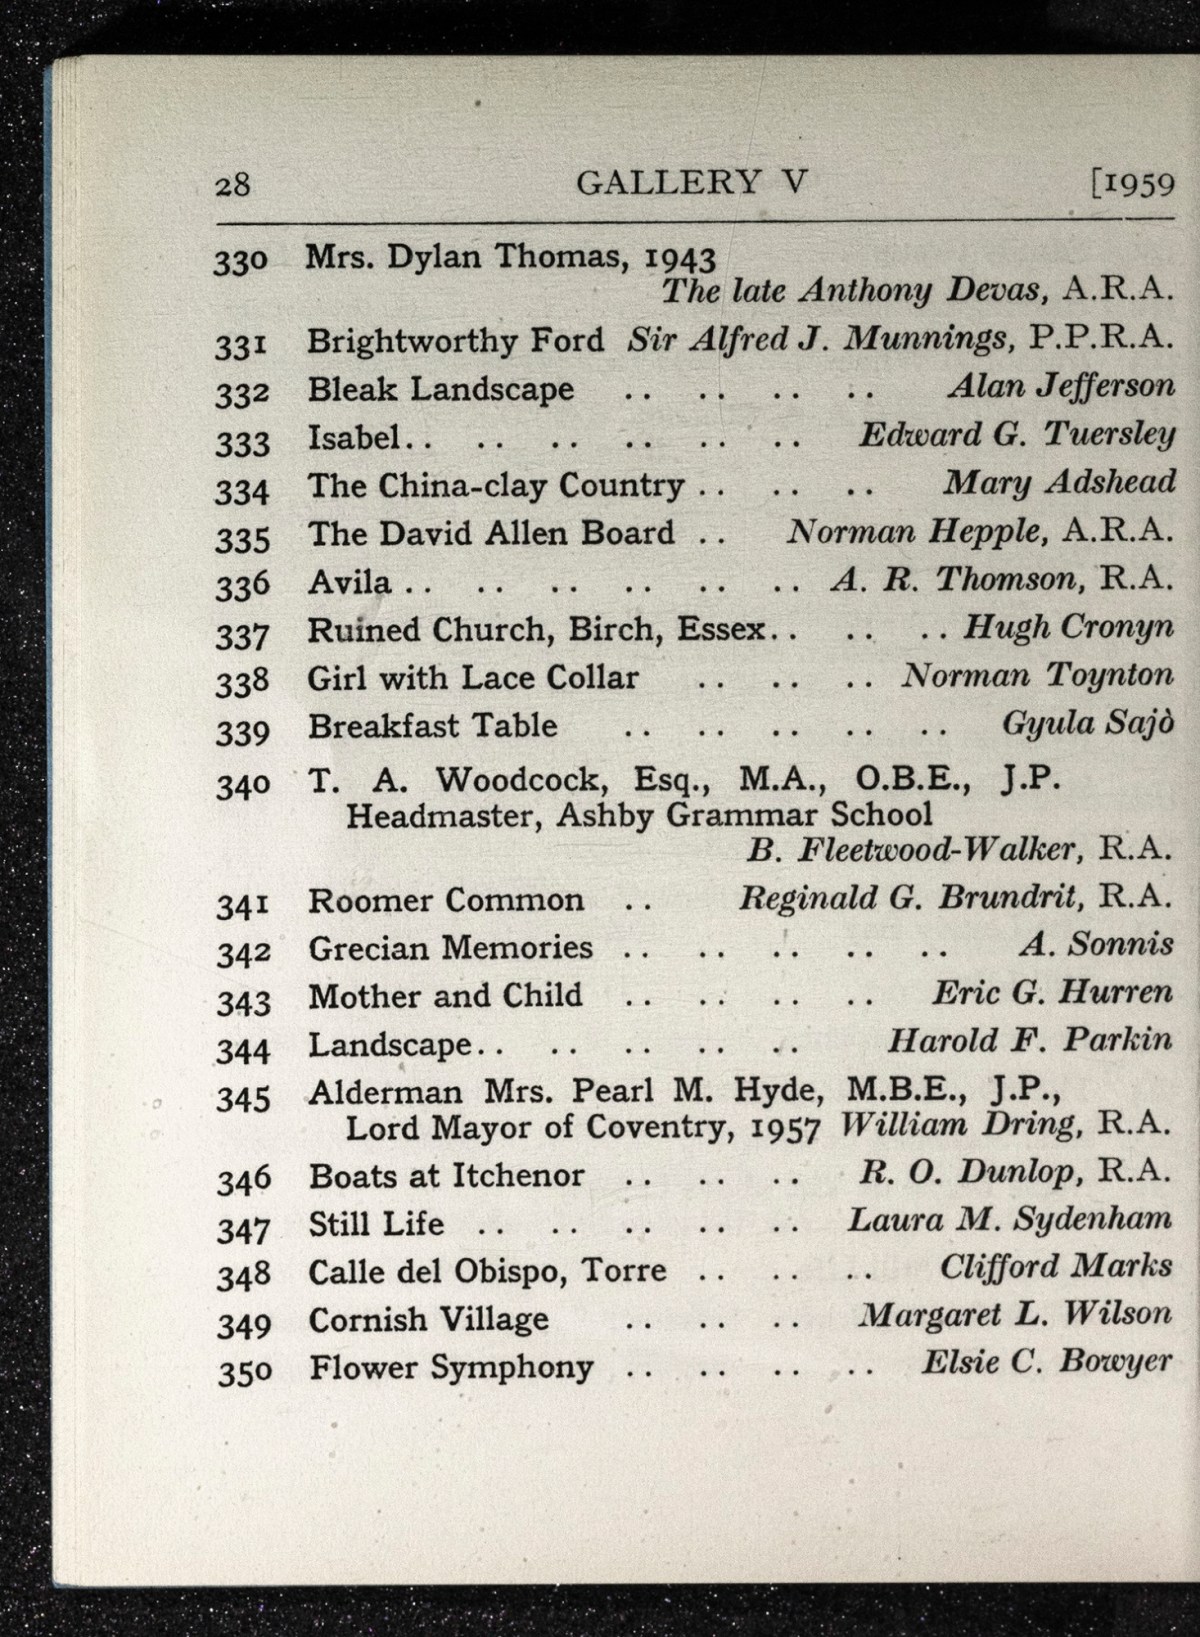 28 GALLERY V [1959
330 Mrs. Dylan Thomas, 1943
The late Anthony Devas, A.R.A.
331 Brightworthy Ford Sir Alfred J. Munnings, P.P.R.A.
332 Bleak Landscape .. .. .. .. Alan Jefferson
333 Isabel.. .. .. .. .. .. Edward G. Tuersley
334 The China-clay Country .. .. .. Mary Adshead
335 The David Allen Board .. Norman Hepple, A.R.A.
336 Avila .. .. .. .. .. .. A. R. Thomson, R.A.
337 Ruined Church, Birch, Essex.. .. .. Hugh Cronyn
338 Girl with Lace Collar .. .. .. Norman Toynton
339 Breakfast Table .. .. .. .. .. Gyula Sajò
340 T. A. Woodcock, Esq., M.A., O.B.E., J.P.
Headmaster, Ashby Grammar School
B. Fleetwood-Walker, R.A.
341 Roomer Common .. Reginald G. Brundrit, R.A.
342 Grecian Memories .. .. .. .. .. A. Sonnis
343 Mother and Child .. .. .. .. Eric G. Hurren
344 Landscape.. .. .. .. .. Harold F. Parkin
345 Alderman Mrs. Pearl M. Hyde, M.B.E., J.P.,
Lord Mayor of Coventry, 1957 William Dring, R.A.
346 Boats at Itchenor .. .. .. R. O. Dunlop, R.A.
347 Still Life .. .. .. .. .. Laura M. Sydenham
348 Calle del Obispo, Torre .. .. .. Clifford Marks
349 Cornish Village .. .. .. Margaret L. Wilson
350 Flower Symphony .. .. .. .. Elsie C. Bowyer